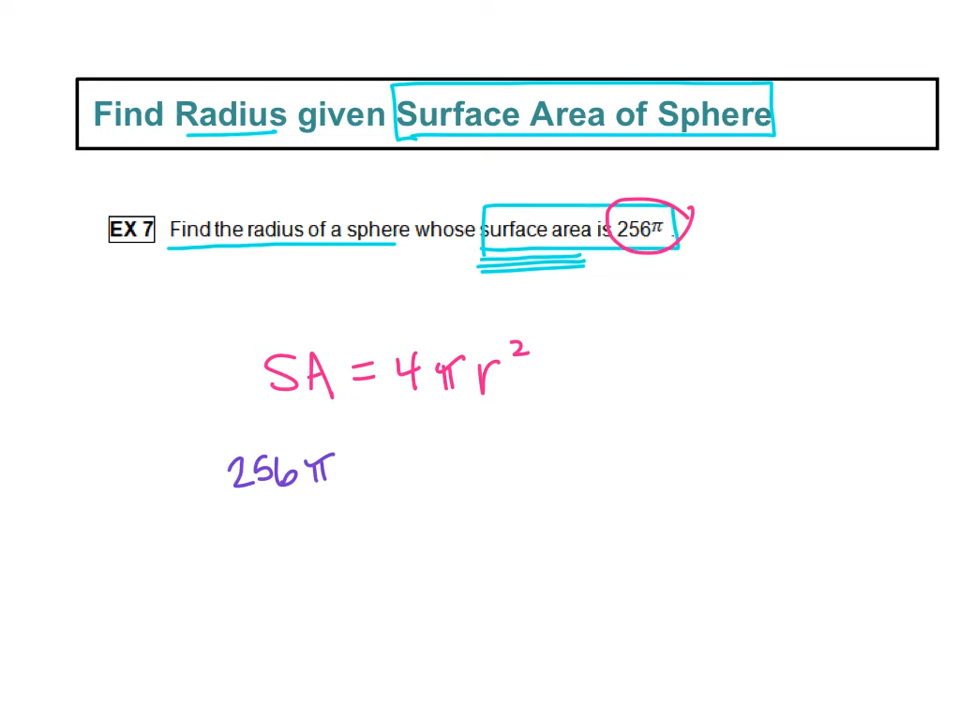 Find Radius given Surface Area of Sphere
EX 7 Find the radius of a sphere whose surface area is 256π .
SA = 4πr²
256π